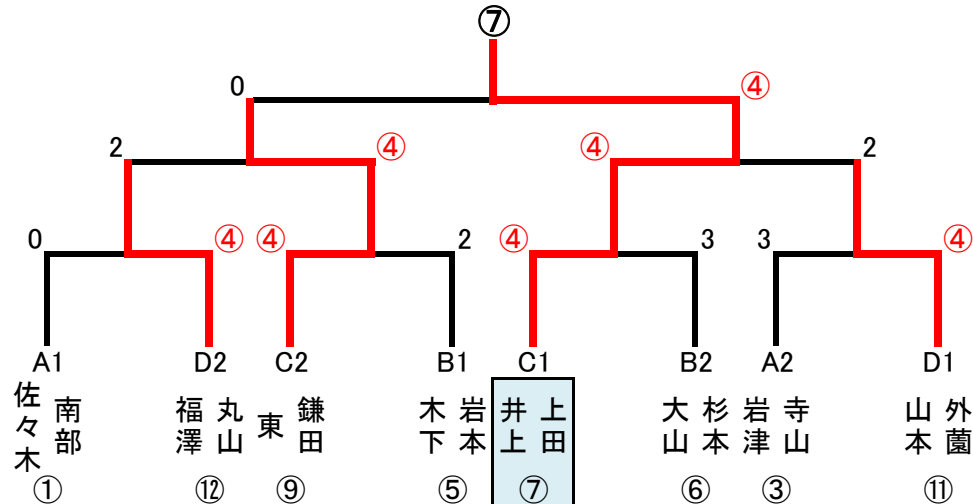 ⑦
0 ④
2 ④ ④ 2
0 ④ ④ 2 ④ 3 3 ④
A1 D2 C2 B1 C1 B2 A2 D1
佐々木 南部
福澤 丸山
東 鎌田
木下 岩本
井上 上田
大山 杉本
岩津 寺山
山本 外薗
① ⑫ ⑨ ⑤ ⑦ ⑥ ③ ⑪